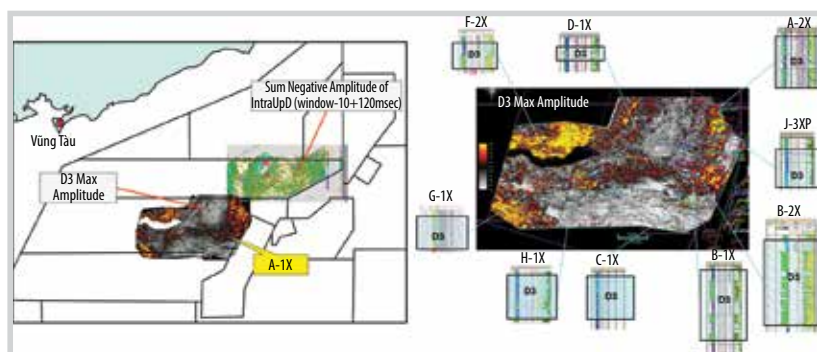 Sum Negative Amplitude of
IntraUpD (window-10+120msec)
Vũng Tàu
D3 Max
Amplitude
A-1X
F-2X
D3
D-1X
D3
A-2X
D3
D3 Max Amplitude
J-3XP
D3
G-1X
D3
B-2X
D3
H-1X
D3
C-1X
D3
B-1X
D3